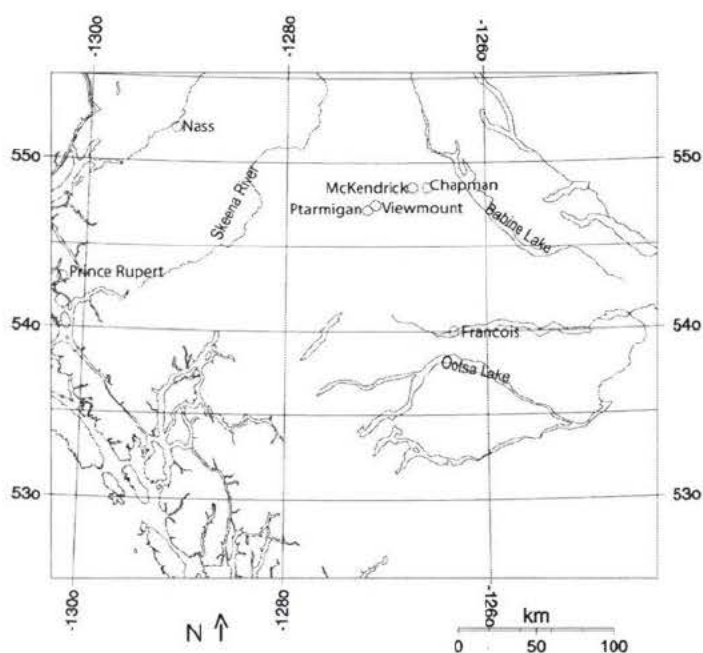 -130o
-128o
-126o
Nass
55o
55o
McKendrick
Chapman
Skeena River
Ptarmigan
Viewmount
Babine Lake
Prince Rupert
54o
54o
Francois
Ootsa Lake
53o
53o
-130o
-128o
-126o
N
km
0 50 100